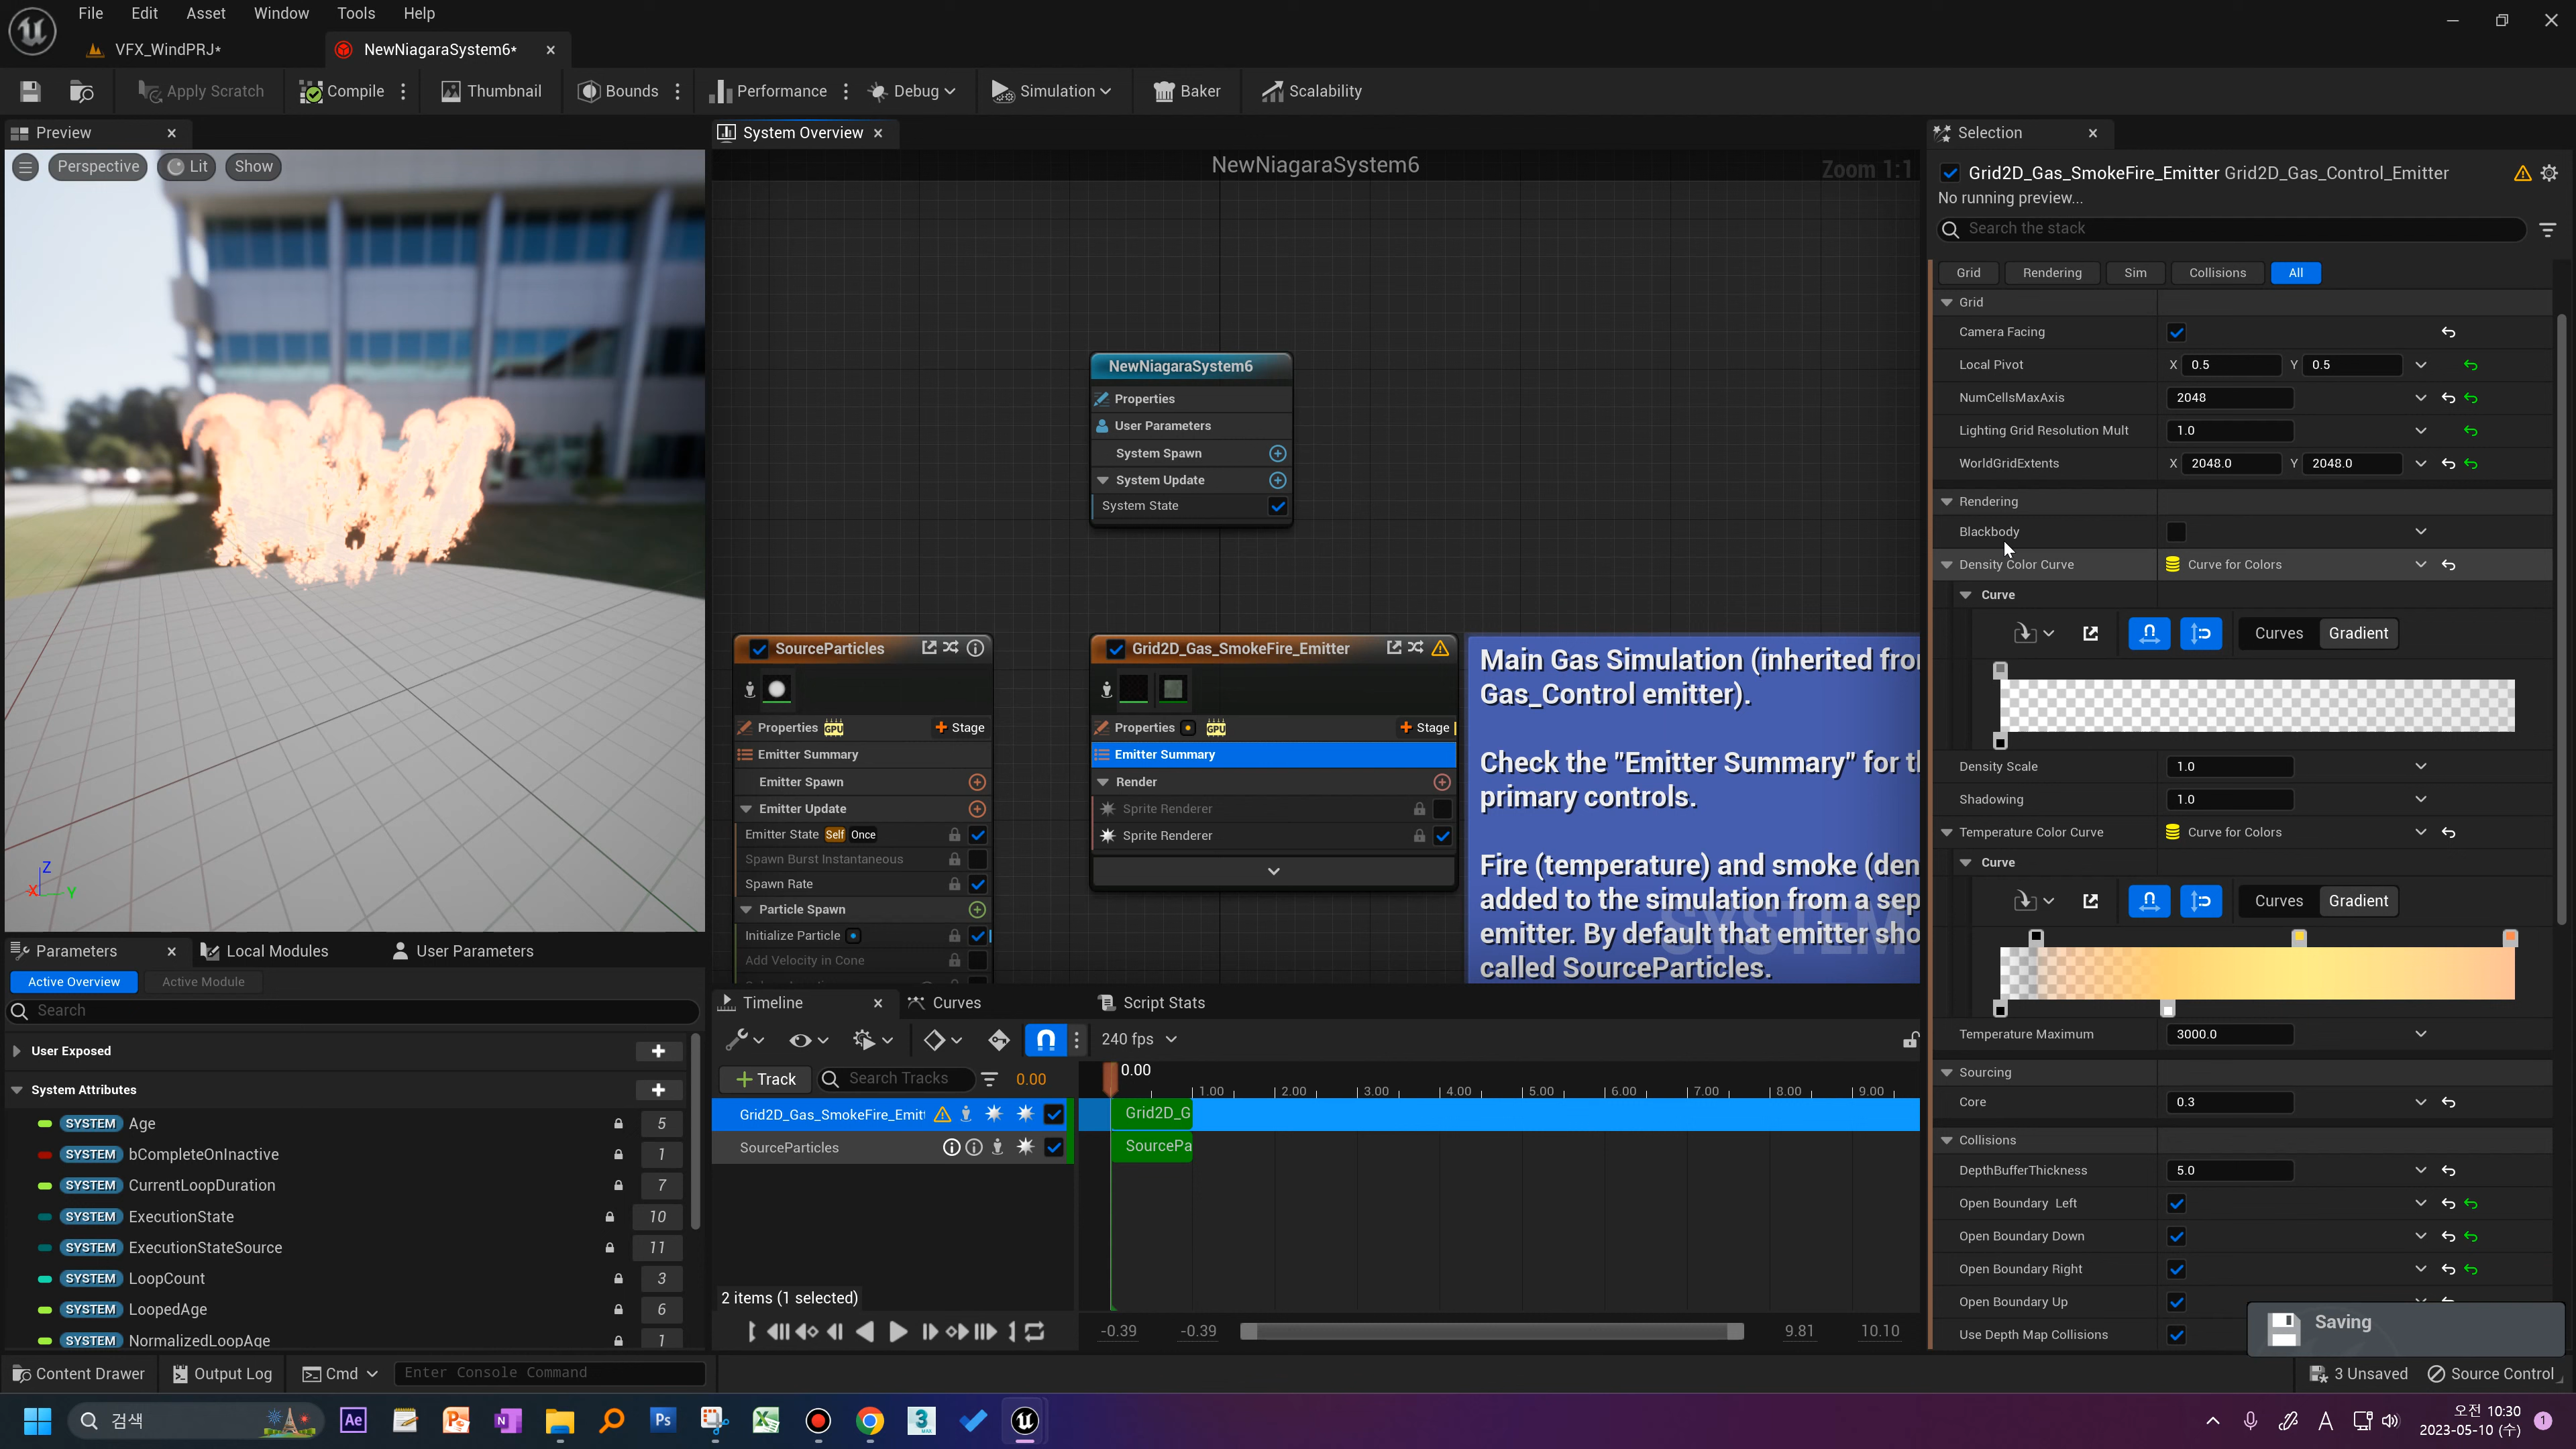 File Edit Asset Window Tools Help
VFX_WindPRJ*
NewNiagaraSystem6*
Apply Scratch
Compile
Thumbnail
Bounds
Performance
Debug
Simulation
Baker
Scalability
Preview
Perspective
Lit
Show
X
Z
Y
System Overview
NewNiagaraSystem6
Zoom 1:1
NewNiagaraSystem6
Properties
User Parameters
System Spawn
System Update
System State
SourceParticles
Properties GPU Stage
Emitter Summary
Emitter Spawn
Emitter Update
Emitter State Self Once
Spawn Burst Instantaneous
Spawn Rate
Particle Spawn
Initialize Particle
Add Velocity in Cone
Grid2D_Gas_SmokeFire_Emitter
Properties GPU Stage
Emitter Summary
Render
Sprite Renderer
Sprite Renderer
Main Gas Simulation (inherited fro
Gas_Control emitter).
Check the "Emitter Summary" for t
primary controls.
Fire (temperature) and smoke (den
added to the simulation from a sep
emitter. By default that emitter sho
called SourceParticles.
SYSTEM
Selection
Grid2D_Gas_SmokeFire_Emitter Grid2D_Gas_Control_Emitter
No running preview...
Search the stack
Grid Rendering Sim Collisions All
Grid
Camera Facing
Local Pivot X 0.5 Y 0.5
NumCellsMaxAxis 2048
Lighting Grid Resolution Mult 1.0
WorldGridExtents X 2048.0 Y 2048.0
Rendering
Blackbody
Density Color Curve Curve for Colors
Curve
Curves Gradient
Density Scale 1.0
Shadowing 1.0
Temperature Color Curve Curve for Colors
Curve
Curves Gradient
Temperature Maximum 3000.0
Sourcing
Core 0.3
Collisions
DepthBufferThickness 5.0
Open Boundary Left
Open Boundary Down
Open Boundary Right
Open Boundary Up
Use Depth Map Collisions
Saving
Parameters
Local Modules
User Parameters
Active Overview Active Module
Search
User Exposed
System Attributes
SYSTEM Age 5
SYSTEM bCompleteOnInactive 1
SYSTEM CurrentLoopDuration 7
SYSTEM ExecutionState 10
SYSTEM ExecutionStateSource 11
SYSTEM LoopCount 3
SYSTEM LoopedAge 6
SYSTEM NormalizedLoopAge 1
Timeline
Curves
Script Stats
240 fps
Track
Search Tracks
0.00
0.00
1.00 2.00 3.00 4.00 5.00 6.00 7.00 8.00 9.00
Grid2D_Gas_SmokeFire_Emit
Grid2D_G
SourceParticles
SourcePa
2 items (1 selected)
-0.39 -0.39 9.81 10.10
Content Drawer
Output Log
Cmd
Enter Console Command
3 Unsaved
Source Control
검색
Ae
Ps
3
A
오전 10:30
2023-05-10 (수)
1